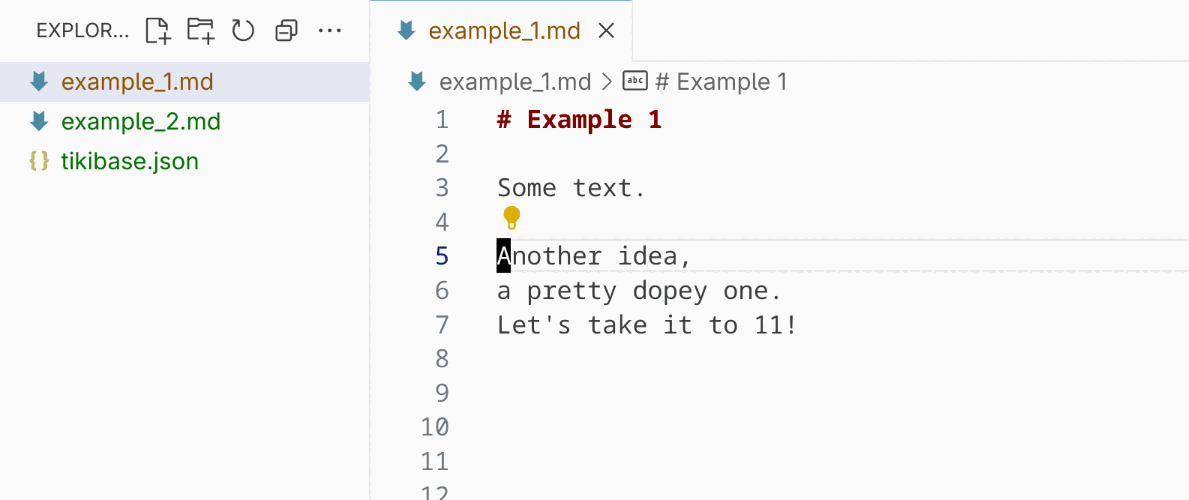 EXPLOR...
example_1.md
example_2.md
{} tikibase.json
example_1.md
example_1.md > abc # Example 1
1 # Example 1
2
3 Some text.
4
5 Another idea,
6 a pretty dopey one.
7 Let's take it to 11!
8
9
10
11
12